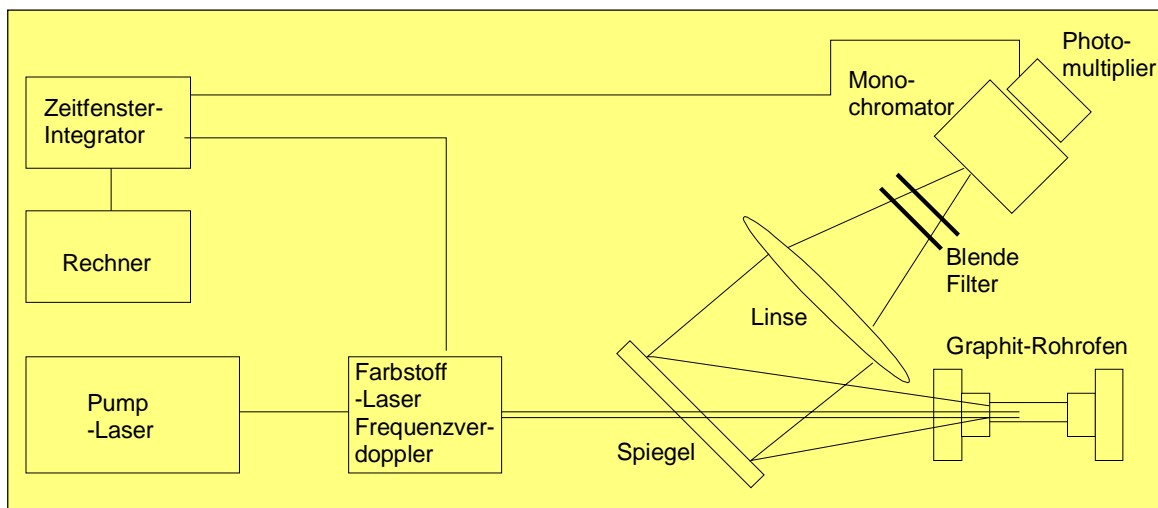 Photo-
multiplier
Mono-
chromator
Zeitfenster-
Integrator
Rechner
Blende
Filter
Linse
Graphit-Rohrofen
Farbstoff
-Laser
Frequenzver-
doppler
Pump
-Laser
Spiegel